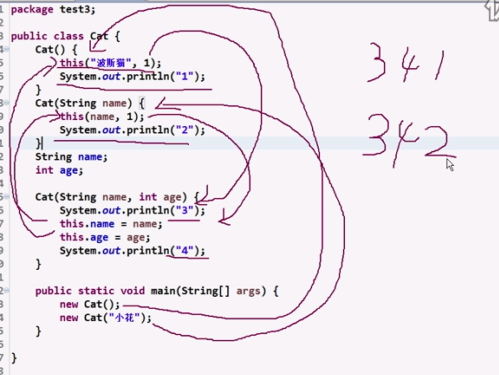 package test3;
public class Cat {
Cat() {
this("波斯猫", 1);
System.out.println("1");
}
Cat(String name) {
this(name, 1);
System.out.println("2");
}
String name;
int age;
Cat(String name, int age) {
System.out.println("3");
this.name = name;
this.age = age;
System.out.println("4");
}
public static void main(String[] args) {
new Cat();
new Cat("小花");
}
}
341
342